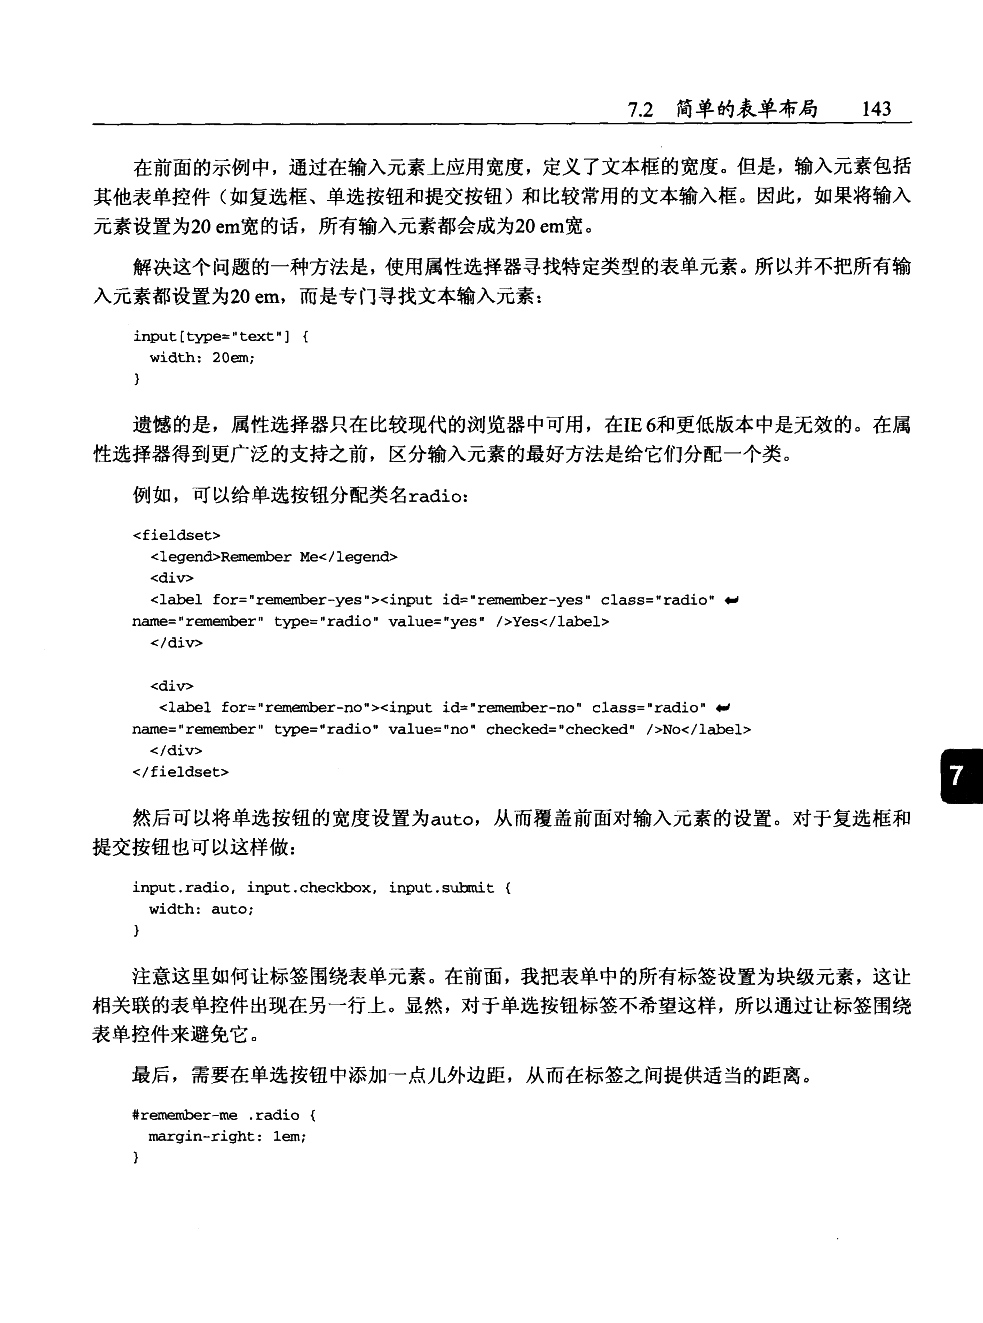 7.2 简单的表单布局 143
在前面的示例中，通过在输入元素上应用宽度，定义了文本框的宽度。但是，输入元素包括
其他表单控件（如复选框、单选按钮和提交按钮）和比较常用的文本输入框。因此，如果将输入
元素设置为20 em宽的话，所有输入元素都会成为20 em宽。
解决这个问题的一种方法是，使用属性选择器寻找特定类型的表单元素。所以并不把所有输
入元素都设置为20 em，而是专门寻找文本输入元素：
input[type="text"] {
  width: 20em;
}
遗憾的是，属性选择器只在比较现代的浏览器中可用，在IE 6和更低版本中是无效的。在属
性选择器得到更广泛的支持之前，区分输入元素的最好方法是给它们分配一个类。
例如，可以给单选按钮分配类名radio：
<fieldset>
  <legend>Remember Me</legend>
  <div>
  <label for="remember-yes"><input id="remember-yes" class="radio" ↩
name="remember" type="radio" value="yes" />Yes</label>
  </div>
  <div>
   <label for="remember-no"><input id="remember-no" class="radio" ↩
name="remember" type="radio" value="no" checked="checked" />No</label>
  </div>
</fieldset>
7
然后可以将单选按钮的宽度设置为auto，从而覆盖前面对输入元素的设置。对于复选框和
提交按钮也可以这样做：
input.radio, input.checkbox, input.submit {
  width: auto;
}
注意这里如何让标签围绕表单元素。在前面，我把表单中的所有标签设置为块级元素，这让
相关联的表单控件出现在另一行上。显然，对于单选按钮标签不希望这样，所以通过让标签围绕
表单控件来避免它。
最后，需要在单选按钮中添加一点儿外边距，从而在标签之间提供适当的距离。
#remember-me .radio {
  margin-right: 1em;
}